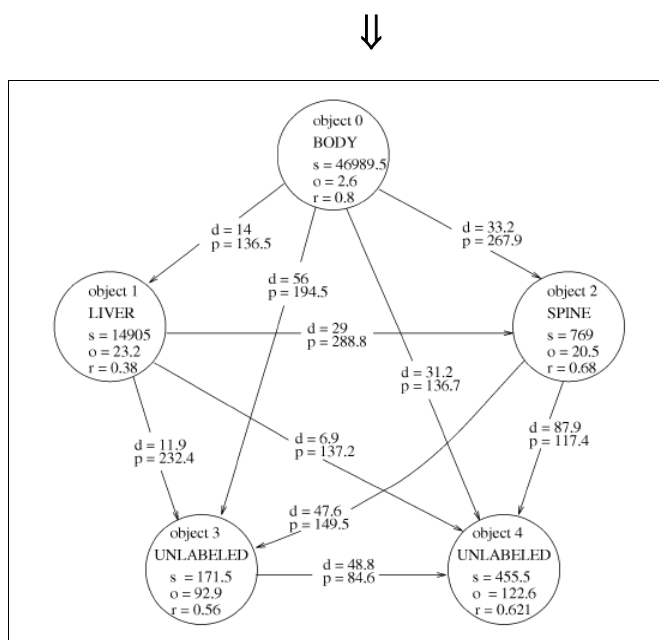 ⇓
object 0
BODY
s = 46989.5
o = 2.6
r = 0.8
d = 14
p = 136.5
d = 33.2
p = 267.9
d = 56
p = 194.5
object 1
LIVER
s = 14905
o = 23.2
r = 0.38
d = 29
p = 288.8
object 2
SPINE
s = 769
o = 20.5
r = 0.68
d = 31.2
p = 136.7
d = 11.9
p = 232.4
d = 6.9
p = 137.2
d = 87.9
p = 117.4
d = 47.6
p = 149.5
object 3
UNLABELED
s = 171.5
o = 92.9
r = 0.56
d = 48.8
p = 84.6
object 4
UNLABELED
s = 455.5
o = 122.6
r = 0.621